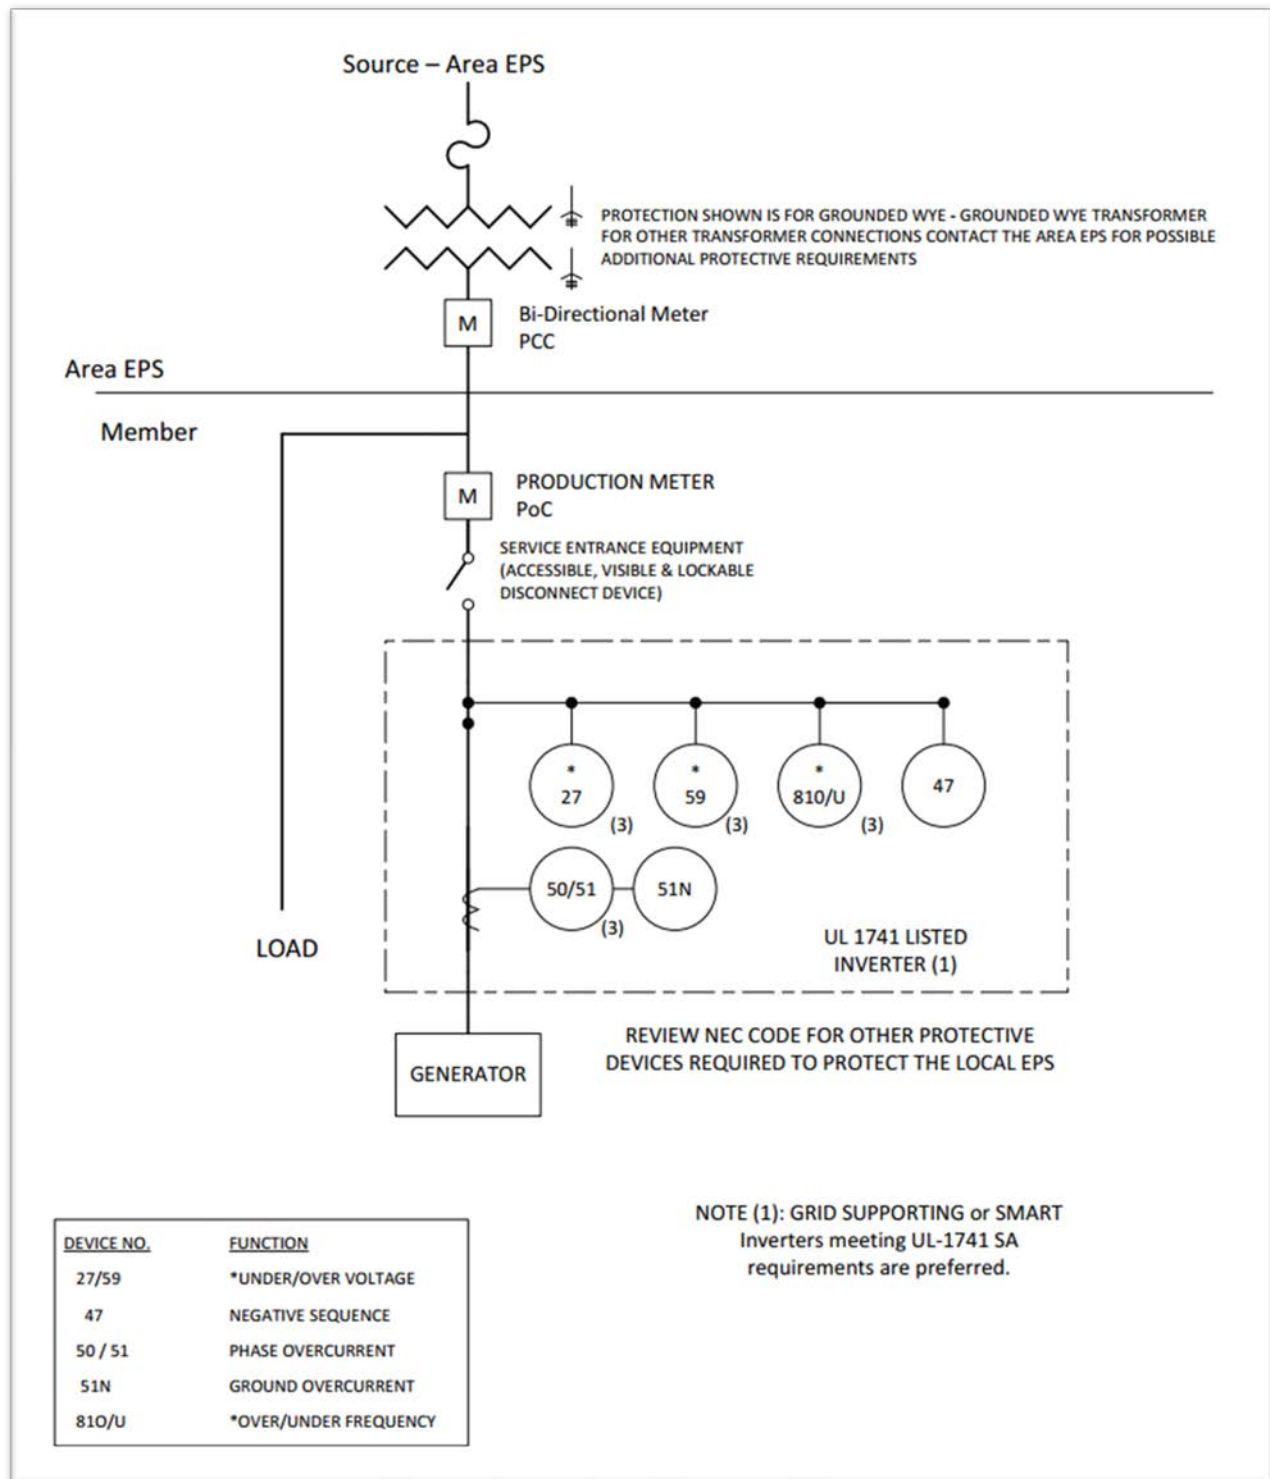 Source – Area EPS
PROTECTION SHOWN IS FOR GROUNDED WYE - GROUNDED WYE TRANSFORMER
FOR OTHER TRANSFORMER CONNECTIONS CONTACT THE AREA EPS FOR POSSIBLE
ADDITIONAL PROTECTIVE REQUIREMENTS
M
Bi-Directional Meter
PCC
Area EPS
Member
M
PRODUCTION METER
PoC
SERVICE ENTRANCE EQUIPMENT
(ACCESSIBLE, VISIBLE & LOCKABLE
DISCONNECT DEVICE)
*
27
(3)
*
59
(3)
*
81O/U
(3)
47
50/51
(3)
51N
UL 1741 LISTED
INVERTER (1)
LOAD
GENERATOR
REVIEW NEC CODE FOR OTHER PROTECTIVE
DEVICES REQUIRED TO PROTECT THE LOCAL EPS
NOTE (1): GRID SUPPORTING or SMART
Inverters meeting UL-1741 SA
requirements are preferred.
DEVICE NO. FUNCTION
27/59 *UNDER/OVER VOLTAGE
47 NEGATIVE SEQUENCE
50 / 51 PHASE OVERCURRENT
51N GROUND OVERCURRENT
81O/U *OVER/UNDER FREQUENCY